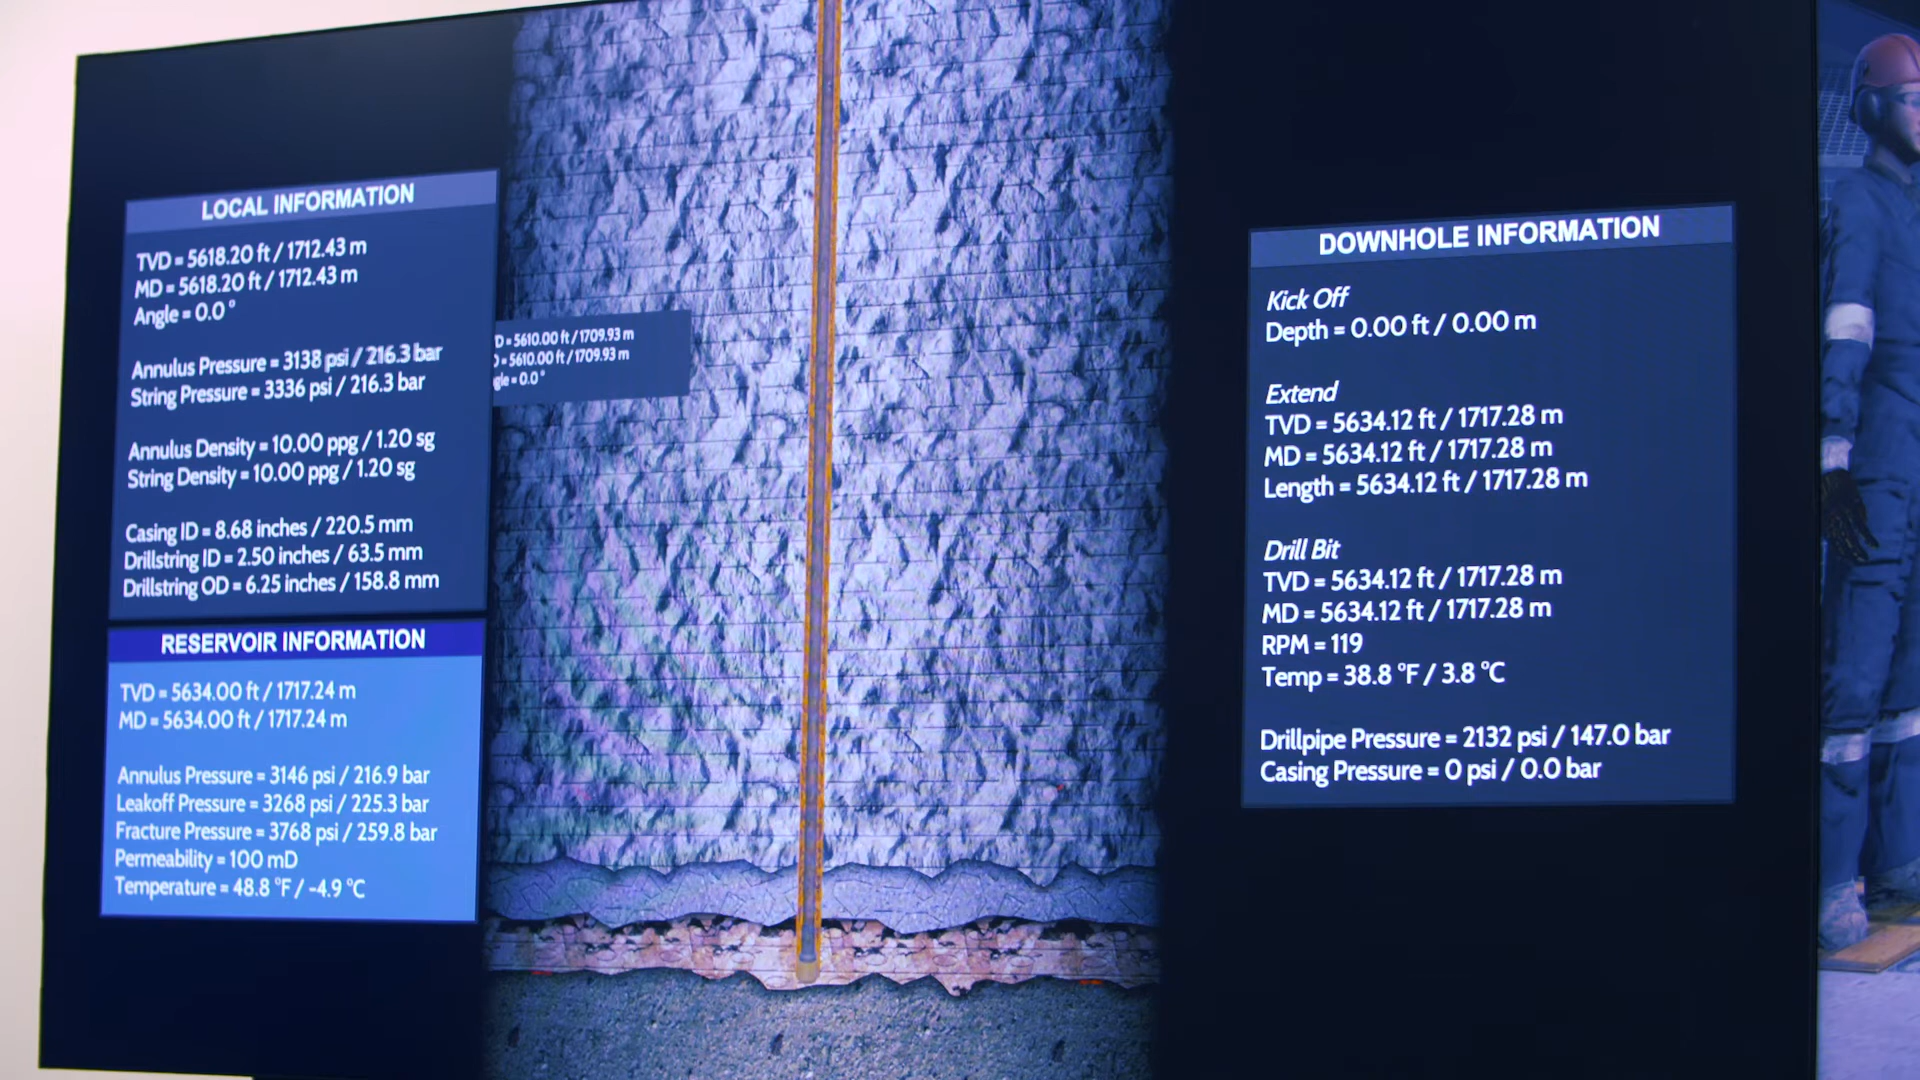 LOCAL INFORMATION
TVD = 5618.20 ft / 1712.43 m
MD = 5618.20 ft / 1712.43 m
Angle = 0.0 °
Annulus Pressure = 3138 psi / 216.3 bar
String Pressure = 3336 psi / 216.3 bar
Annulus Density = 10.00 ppg / 1.20 sg
String Density = 10.00 ppg / 1.20 sg
Casing ID = 8.68 inches / 220.5 mm
Drillstring ID = 2.50 inches / 63.5 mm
Drillstring OD = 6.25 inches / 158.8 mm
RESERVOIR INFORMATION
TVD = 5634.00 ft / 1717.24 m
MD = 5634.00 ft / 1717.24 m
Annulus Pressure = 3146 psi / 216.9 bar
Leakoff Pressure = 3268 psi / 225.3 bar
Fracture Pressure = 3768 psi / 259.8 bar
Permeability = 100 mD
Temperature = 48.8 °F / -4.9 °C
D = 5610.00 ft / 1709.93 m
= 5610.00 ft / 1709.93 m
gle = 0.0 °
DOWNHOLE INFORMATION
Kick Off
Depth = 0.00 ft / 0.00 m
Extend
TVD = 5634.12 ft / 1717.28 m
MD = 5634.12 ft / 1717.28 m
Length = 5634.12 ft / 1717.28 m
Drill Bit
TVD = 5634.12 ft / 1717.28 m
MD = 5634.12 ft / 1717.28 m
RPM = 119
Temp = 38.8 °F / 3.8 °C
Drillpipe Pressure = 2132 psi / 147.0 bar
Casing Pressure = 0 psi / 0.0 bar